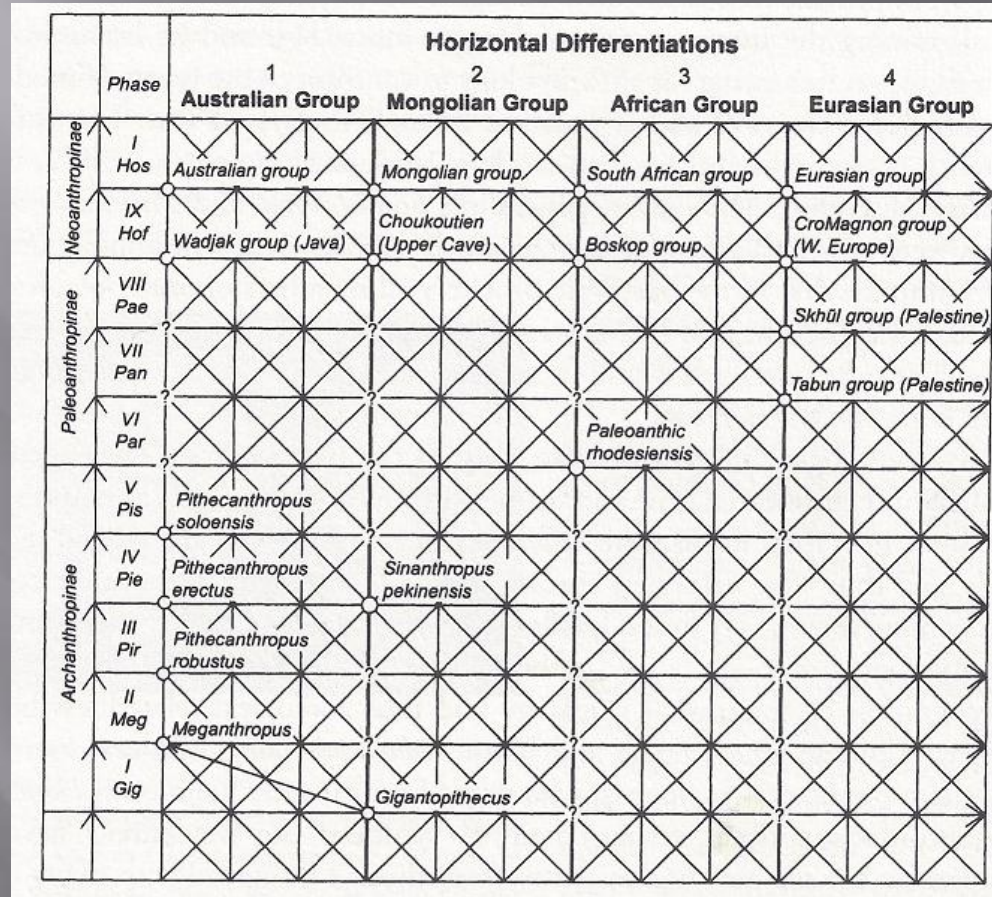 Horizontal Differentiations
Phase
1
Australian Group
2
Mongolian Group
3
African Group
4
Eurasian Group
Neoanthropinae
I
Hos
Australian group
Mongolian group
South African group
Eurasian group
IX
Hof
Wadjak group (Java)
Choukoutien
(Upper Cave)
Boskop group
CroMagnon group
(W. Europe)
Paleoanthropinae
VIII
Pae
Skhūl group (Palestine)
? ? ?
VII
Pan
Tabun group (Palestine)
? ? ?
VI
Par
Paleoanthic
rhodesiensis
? ? ?
Archanthropinae
V
Pis
Pithecanthropus
soloensis
? ? ?
IV
Pie
Pithecanthropus
erectus
Sinanthropus
pekinensis
? ?
III
Pir
Pithecanthropus
robustus
? ? ?
II
Meg
Meganthropus
? ? ?
I
Gig
Gigantopithecus
? ?